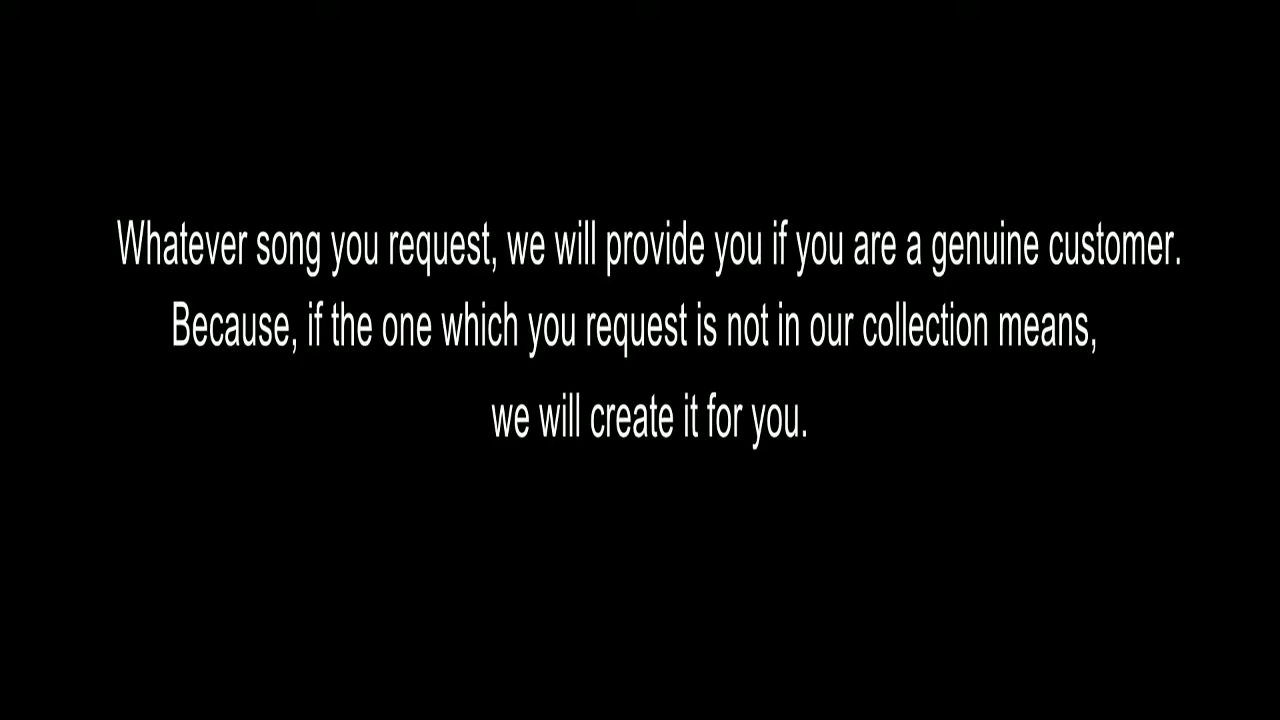 Whatever song you request, we will provide you if you are a genuine customer.
Because, if the one which you request is not in our collection means,
we will create it for you.